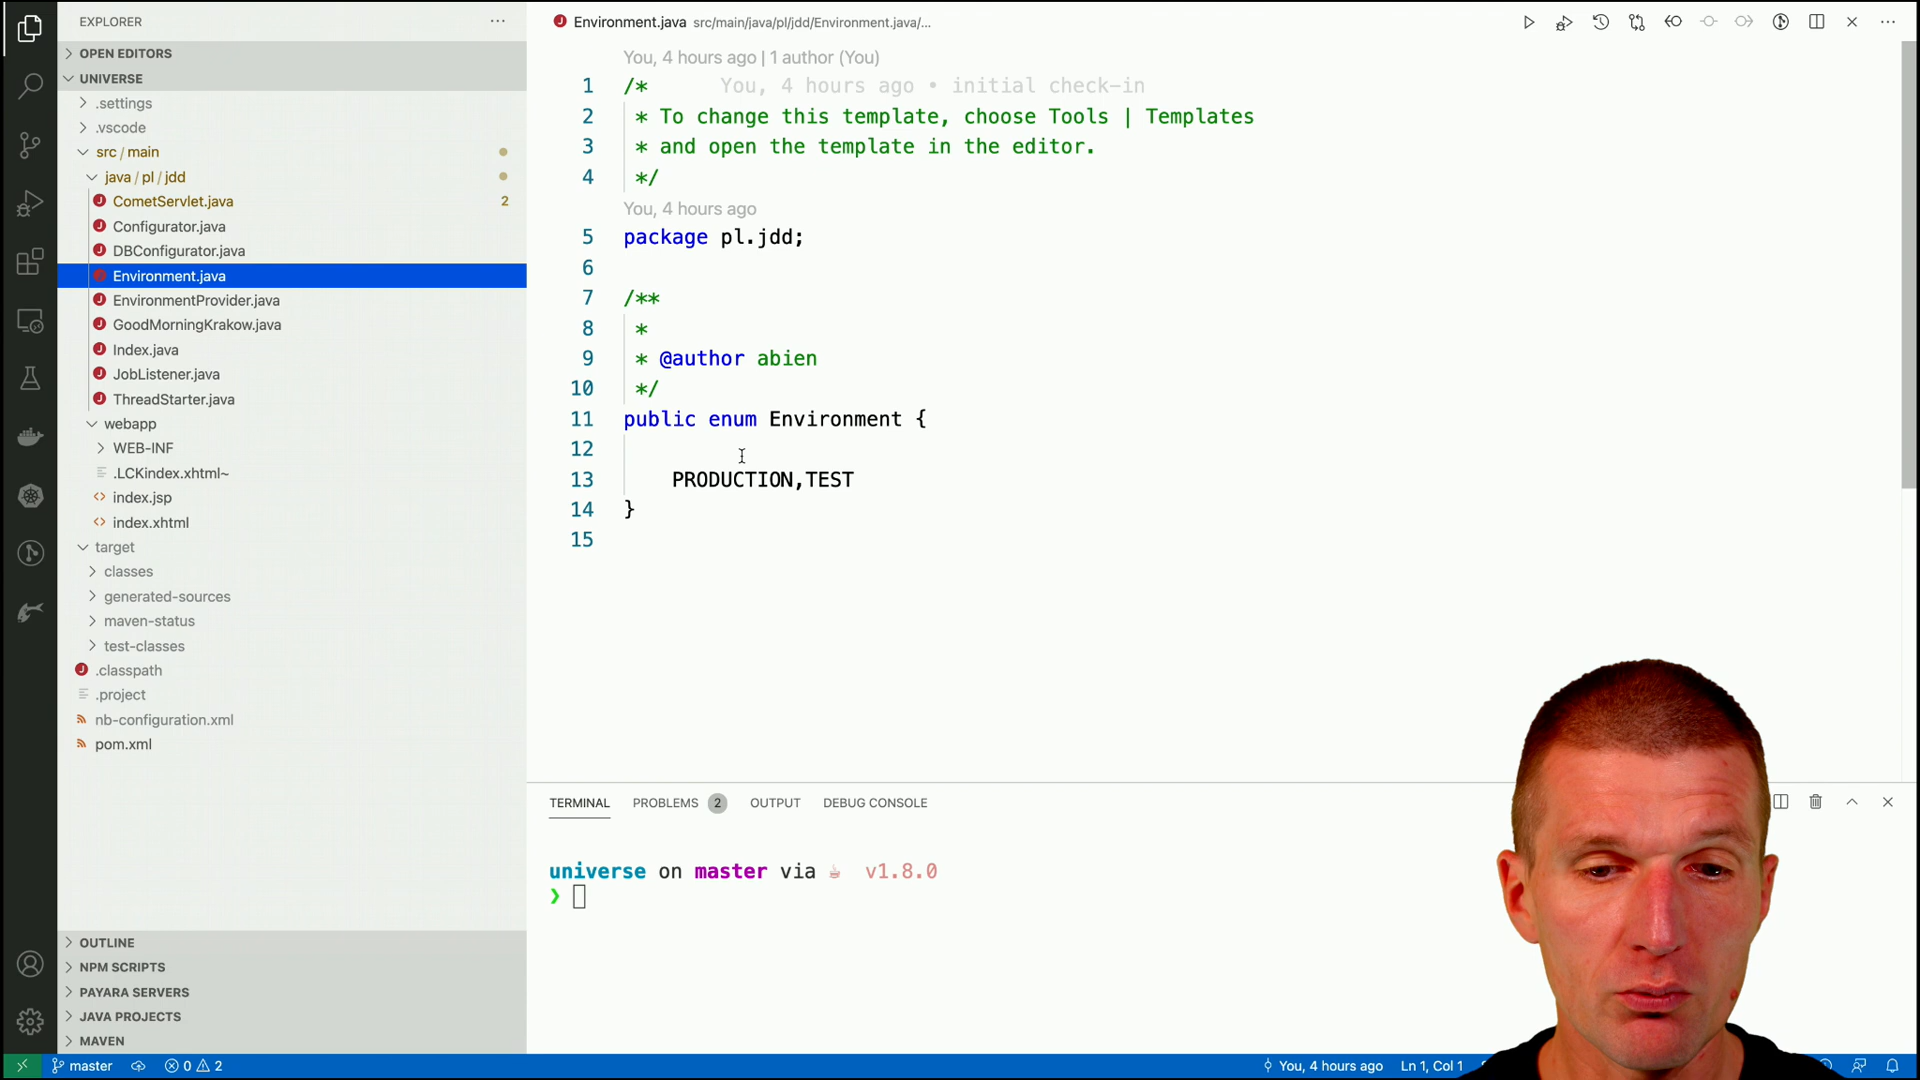 EXPLORER
OPEN EDITORS
UNIVERSE
.settings
.vscode
src / main
java / pl / jdd
CometServlet.java 2
Configurator.java
DBConfigurator.java
Environment.java
EnvironmentProvider.java
GoodMorningKrakow.java
Index.java
JobListener.java
ThreadStarter.java
webapp
WEB-INF
.LCKindex.xhtml~
index.jsp
index.xhtml
target
classes
generated-sources
maven-status
test-classes
.classpath
.project
nb-configuration.xml
pom.xml
OUTLINE
NPM SCRIPTS
PAYARA SERVERS
JAVA PROJECTS
MAVEN
Environment.java src/main/java/pl/jdd/Environment.java/...
You, 4 hours ago | 1 author (You)
1 /* You, 4 hours ago • initial check-in
2 * To change this template, choose Tools | Templates
3 * and open the template in the editor.
4 */
You, 4 hours ago
5 package pl.jdd;
6
7 /**
8 *
9 * @author abien
10 */
11 public enum Environment {
12
13 PRODUCTION,TEST
14 }
15
TERMINAL PROBLEMS 2 OUTPUT DEBUG CONSOLE
universe on master via ☕ v1.8.0
❯
master 0 2 You, 4 hours ago Ln 1, Col 1